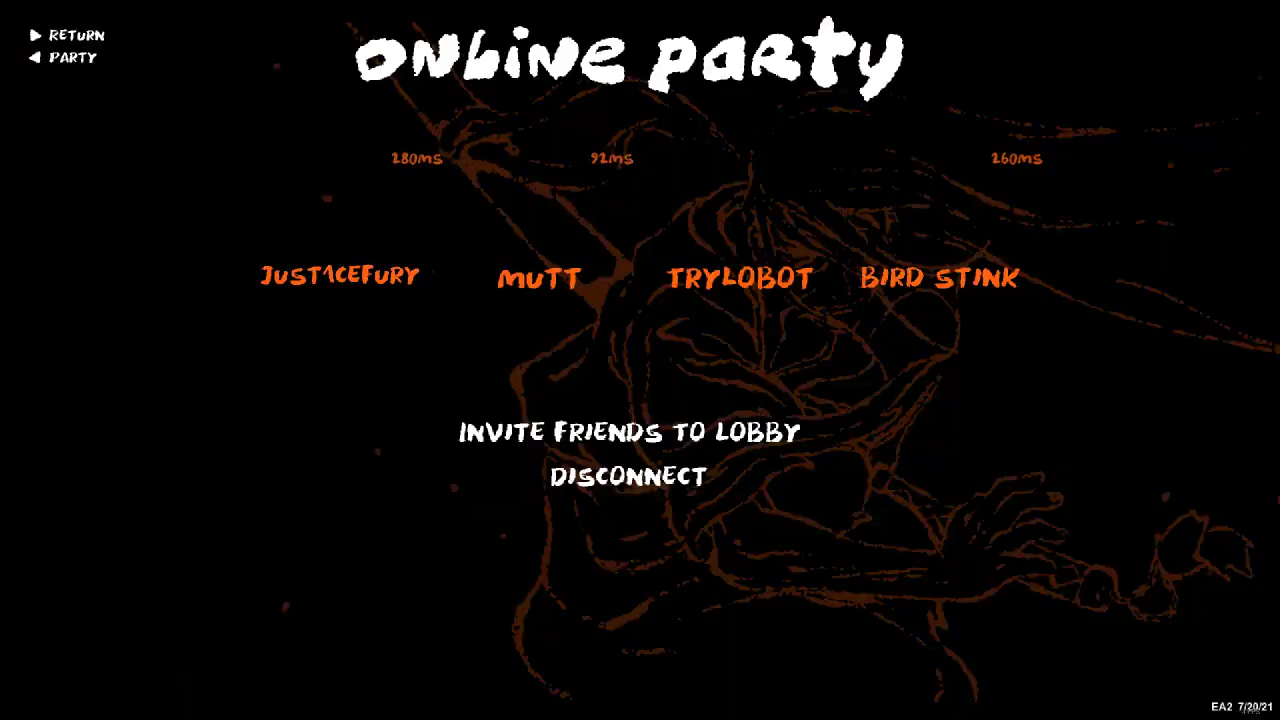 ▶ RETURN
◀ PARTY
ONLINE PARTY
280MS 92MS 260MS
JUST1CEFURY MUTT TRYLOBOT BIRD STINK
INVITE FRIENDS TO LOBBY
DISCONNECT
EA2 7/20/21